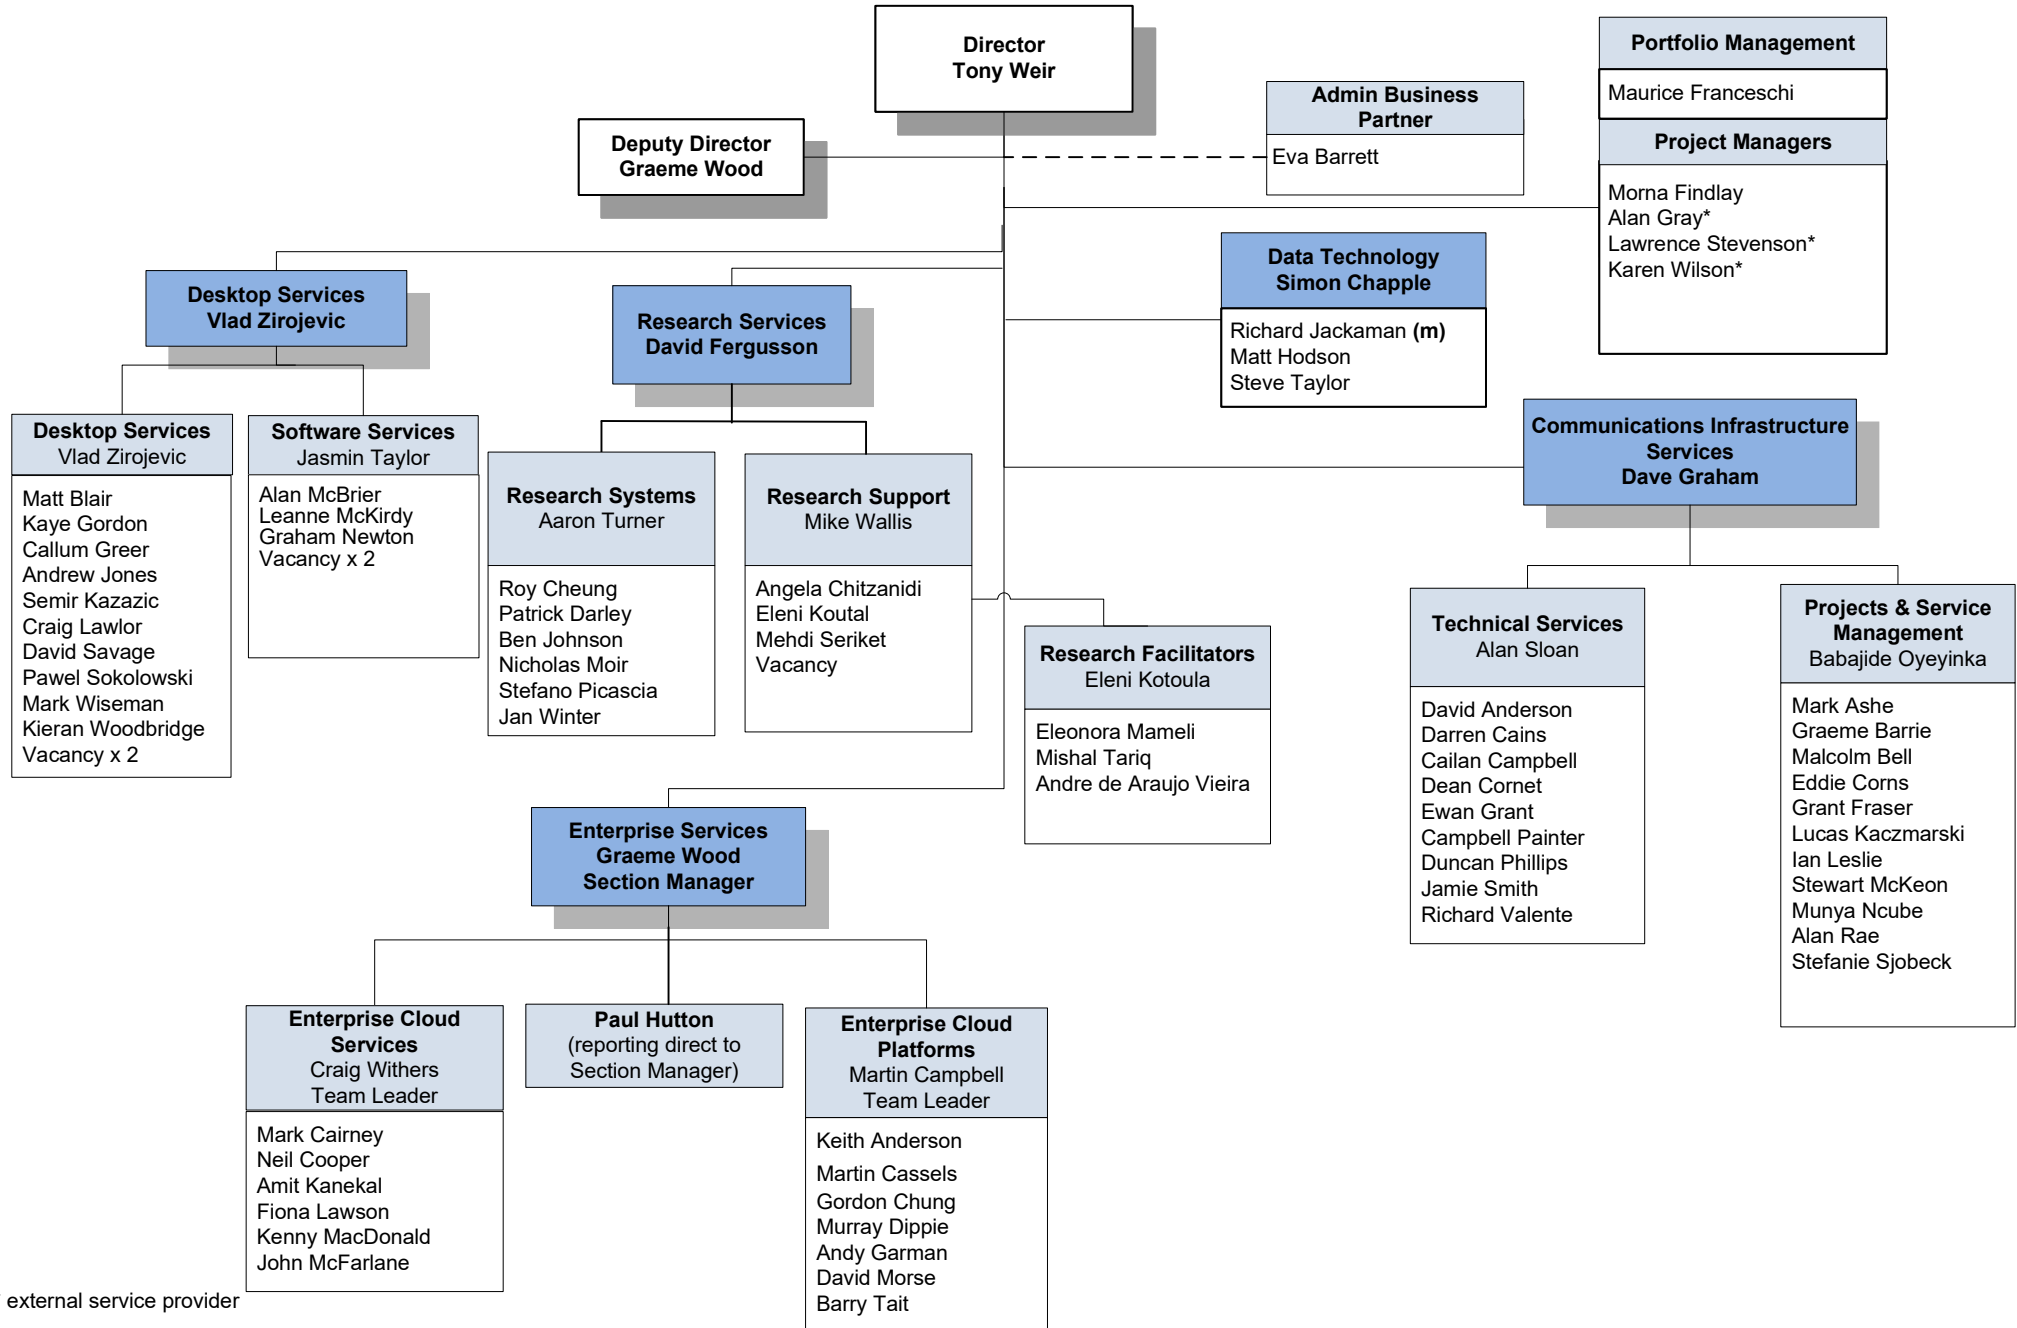 Director
Tony Weir
Deputy Director
Graeme Wood
Admin Business
Partner
Eva Barrett
Portfolio Management
Maurice Franceschi
Project Managers
Morna Findlay
Alan Gray*
Lawrence Stevenson*
Karen Wilson*
Data Technology
Simon Chapple
Richard Jackaman (m)
Matt Hodson
Steve Taylor
Desktop Services
Vlad Zirojevic
Research Services
David Fergusson
Communications Infrastructure
Services
Dave Graham
Desktop Services
Vlad Zirojevic
Matt Blair
Kaye Gordon
Callum Greer
Andrew Jones
Semir Kazazic
Craig Lawlor
David Savage
Pawel Sokolowski
Mark Wiseman
Kieran Woodbridge
Vacancy x 2
Software Services
Jasmin Taylor
Alan McBrier
Leanne McKirdy
Graham Newton
Vacancy x 2
Research Systems
Aaron Turner
Roy Cheung
Patrick Darley
Ben Johnson
Nicholas Moir
Stefano Picascia
Jan Winter
Research Support
Mike Wallis
Angela Chitzanidi
Eleni Koutal
Mehdi Seriket
Vacancy
Research Facilitators
Eleni Kotoula
Eleonora Mameli
Mishal Tariq
Andre de Araujo Vieira
Technical Services
Alan Sloan
David Anderson
Darren Cains
Cailan Campbell
Dean Cornet
Ewan Grant
Campbell Painter
Duncan Phillips
Jamie Smith
Richard Valente
Projects & Service
Management
Babajide Oyeyinka
Mark Ashe
Graeme Barrie
Malcolm Bell
Eddie Corns
Grant Fraser
Lucas Kaczmarski
Ian Leslie
Stewart McKeon
Munya Ncube
Alan Rae
Stefanie Sjobeck
Enterprise Services
Graeme Wood
Section Manager
Enterprise Cloud
Services
Craig Withers
Team Leader
Mark Cairney
Neil Cooper
Amit Kanekal
Fiona Lawson
Kenny MacDonald
John McFarlane
Paul Hutton
(reporting direct to
Section Manager)
Enterprise Cloud
Platforms
Martin Campbell
Team Leader
Keith Anderson
Martin Cassels
Gordon Chung
Murray Dippie
Andy Garman
David Morse
Barry Tait
external service provider